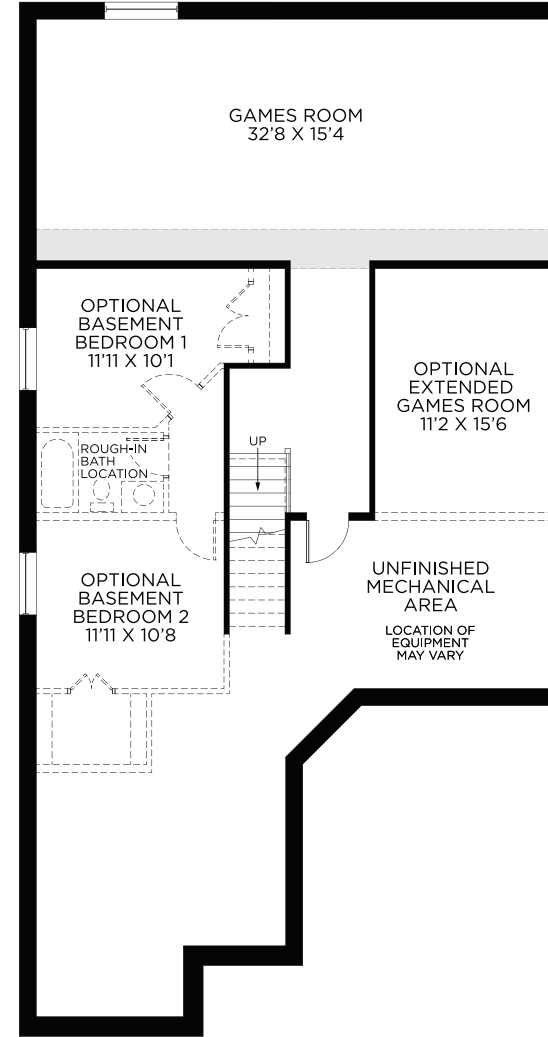 GAMES ROOM
32'8 X 15'4
OPTIONAL
BASEMENT
BEDROOM 1
11'11 X 10'1
OPTIONAL
EXTENDED
GAMES ROOM
11'2 X 15'6
ROUGH-IN
BATH
LOCATION
UP
OPTIONAL
BASEMENT
BEDROOM 2
11'11 X 10'8
UNFINISHED
MECHANICAL
AREA
LOCATION OF
EQUIPMENT
MAY VARY